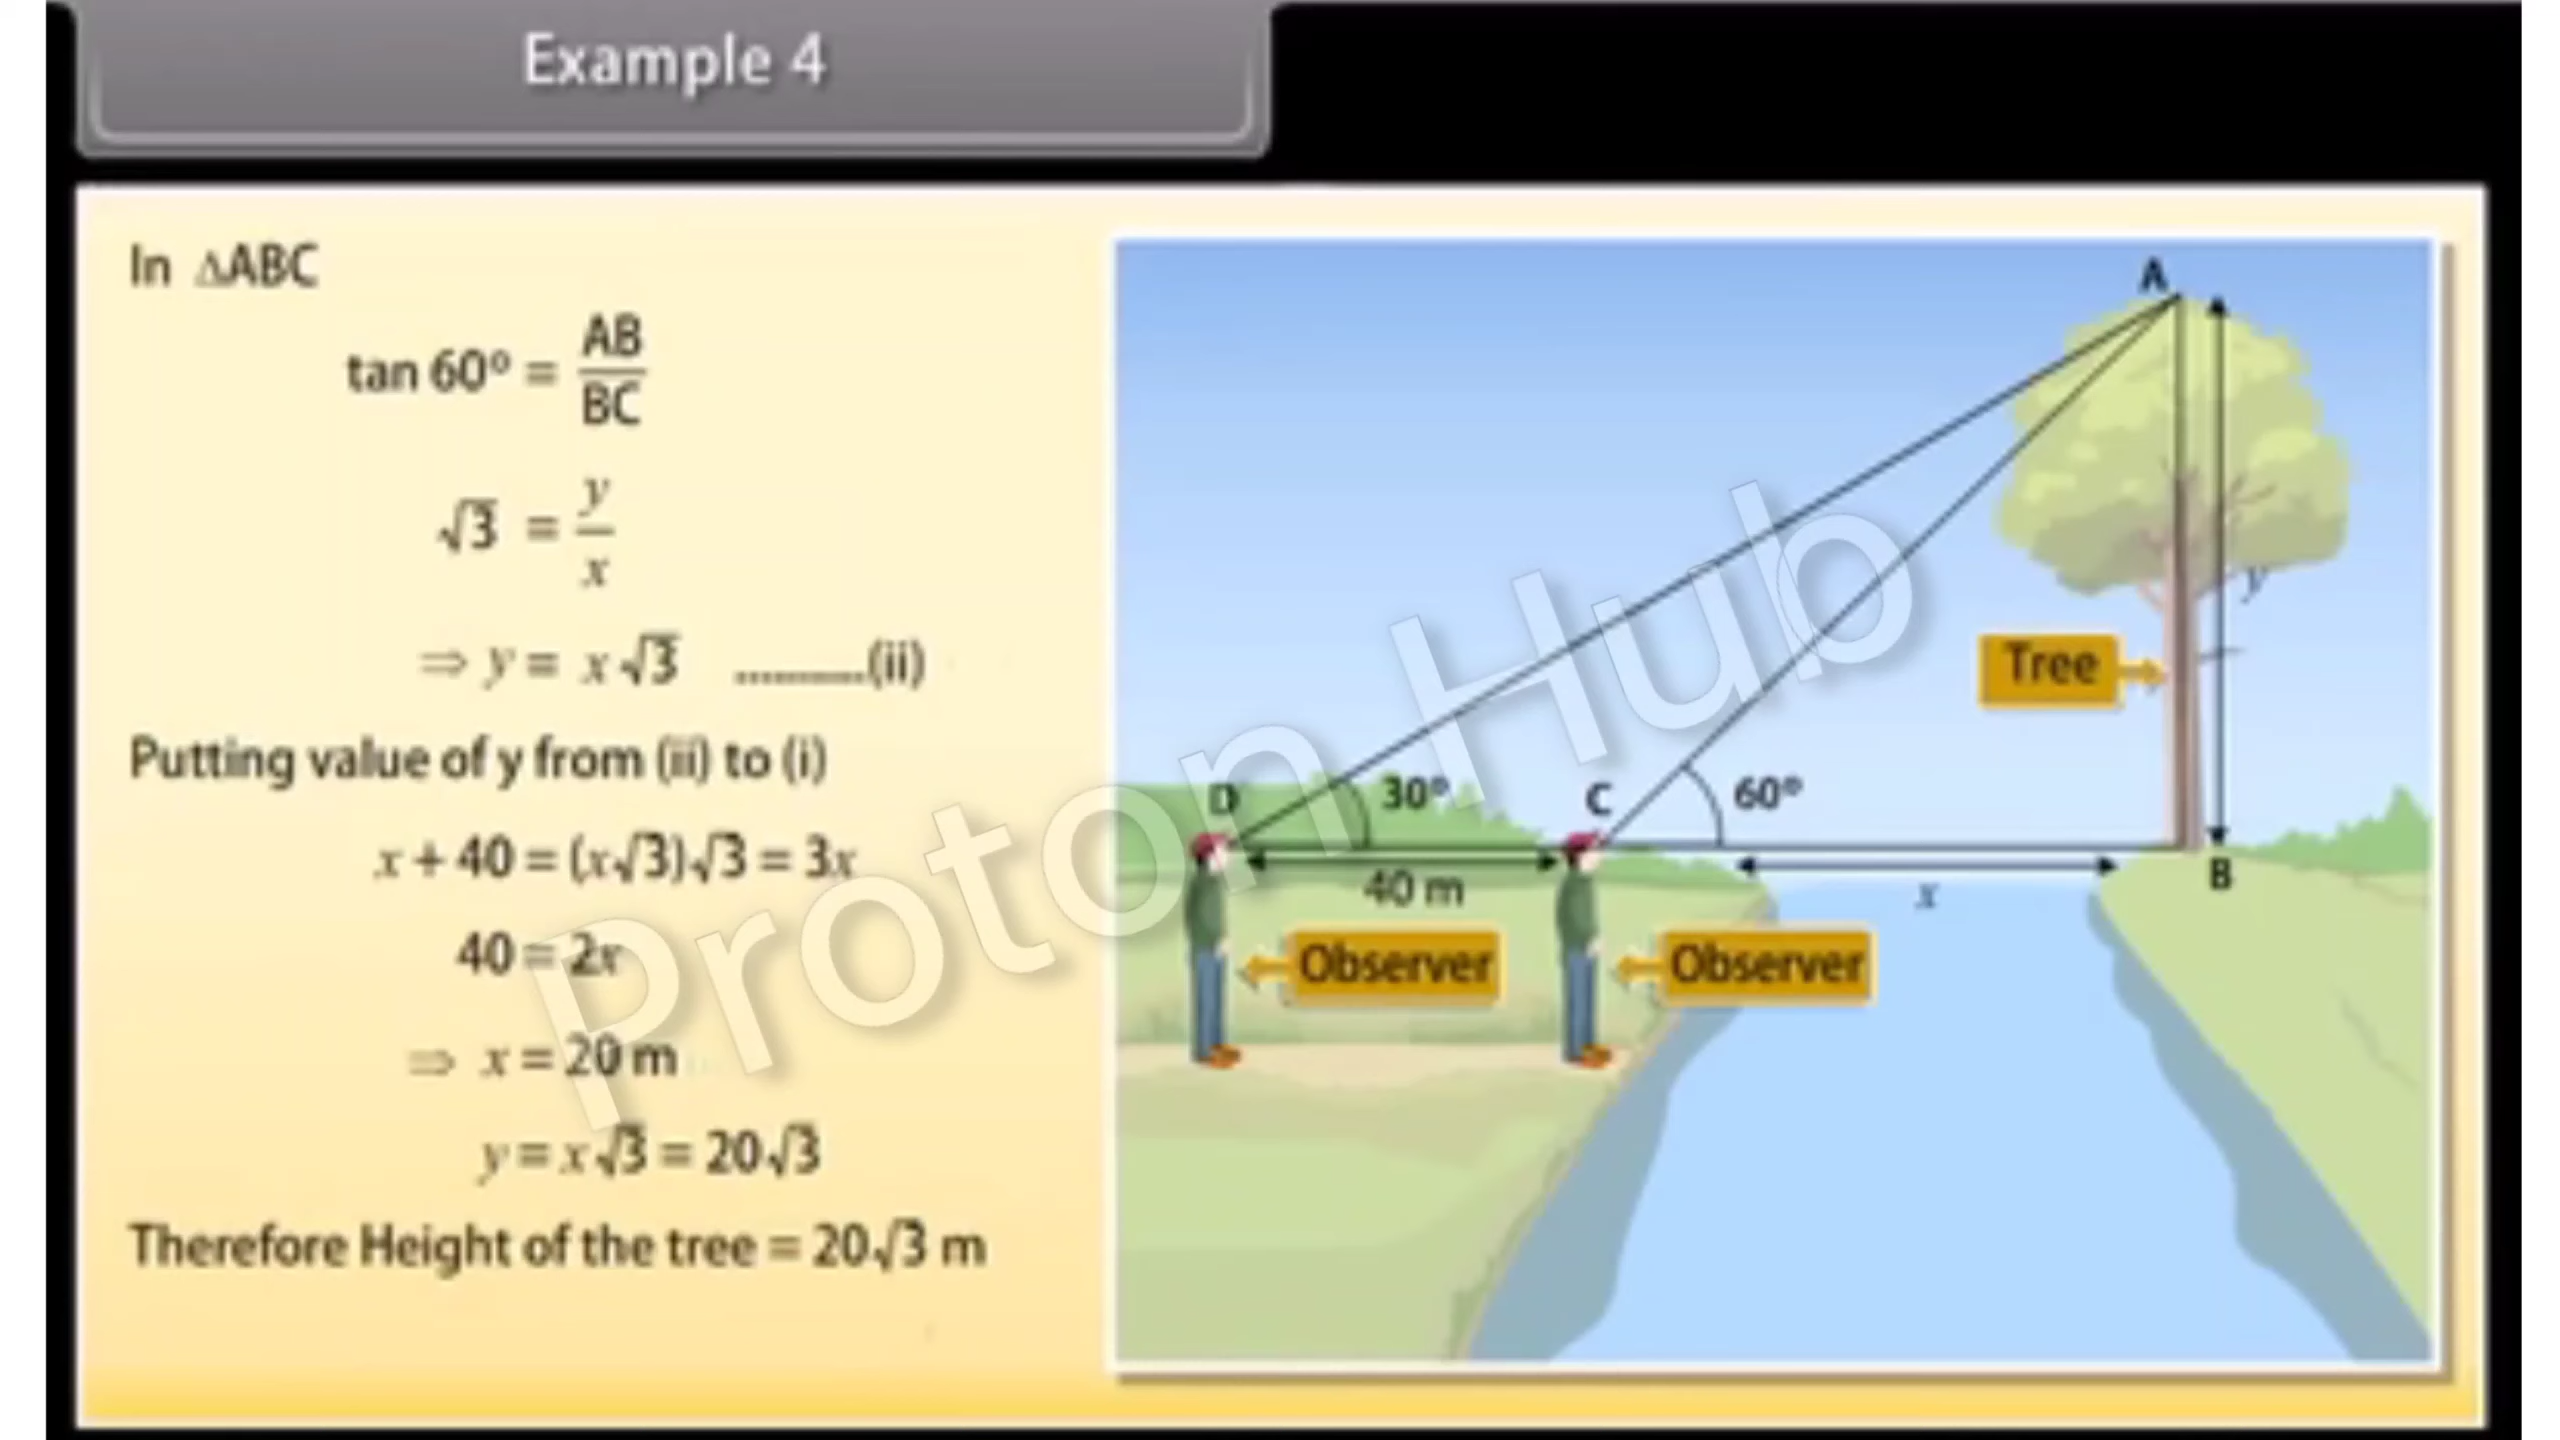 Example 4
In ΔABC
tan 60° = AB/BC
√3 = y/x
⇒ y = x√3 ............(ii)
Putting value of y from (ii) to (i)
x + 40 = (x√3)√3 = 3x
40 = 2x
⇒ x = 20 m
y = x√3 = 20√3
Therefore Height of the tree = 20√3 m
A
y
Tree
D
30°
C
60°
B
40 m
x
Observer
Observer
Proton Hub